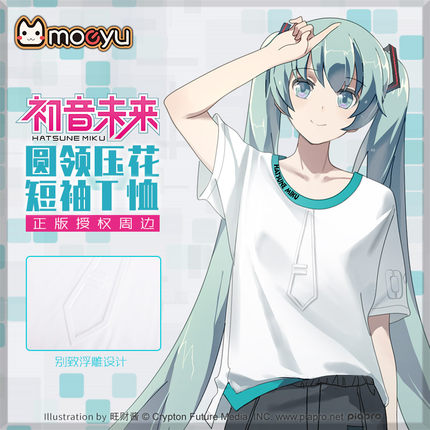 moeyu
初音未来
HATSUNE MIKU
圆领压花
短袖T恤
正版授权周边
HATSUNE MIKU
别致浮雕设计
Illustration by 旺财酱 © Crypton Future Media, INC. www.piapro.net piapro